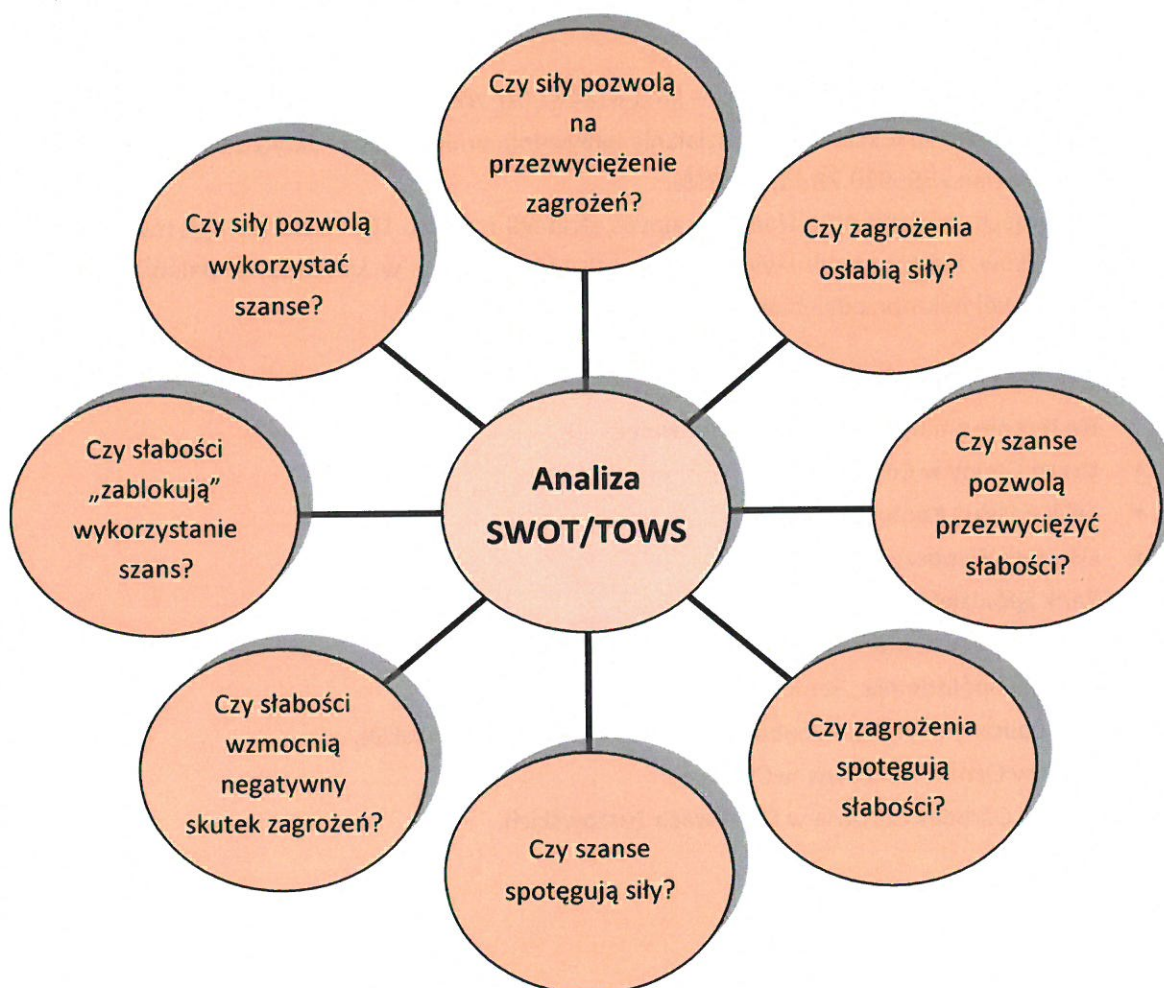 Czy siły pozwolą
na
przezwyciężenie
zagrożeń?
Czy zagrożenia
osłabią siły?
Czy szanse
pozwolą
przezwyciężyć
słabości?
Czy zagrożenia
spotęgują
słabości?
Czy szanse
spotęgują siły?
Czy słabości
wzmocnią
negatywny
skutek zagrożeń?
Czy słabości
„zablokują”
wykorzystanie
szans?
Czy siły pozwolą
wykorzystać
szanse?
Analiza
SWOT/TOWS